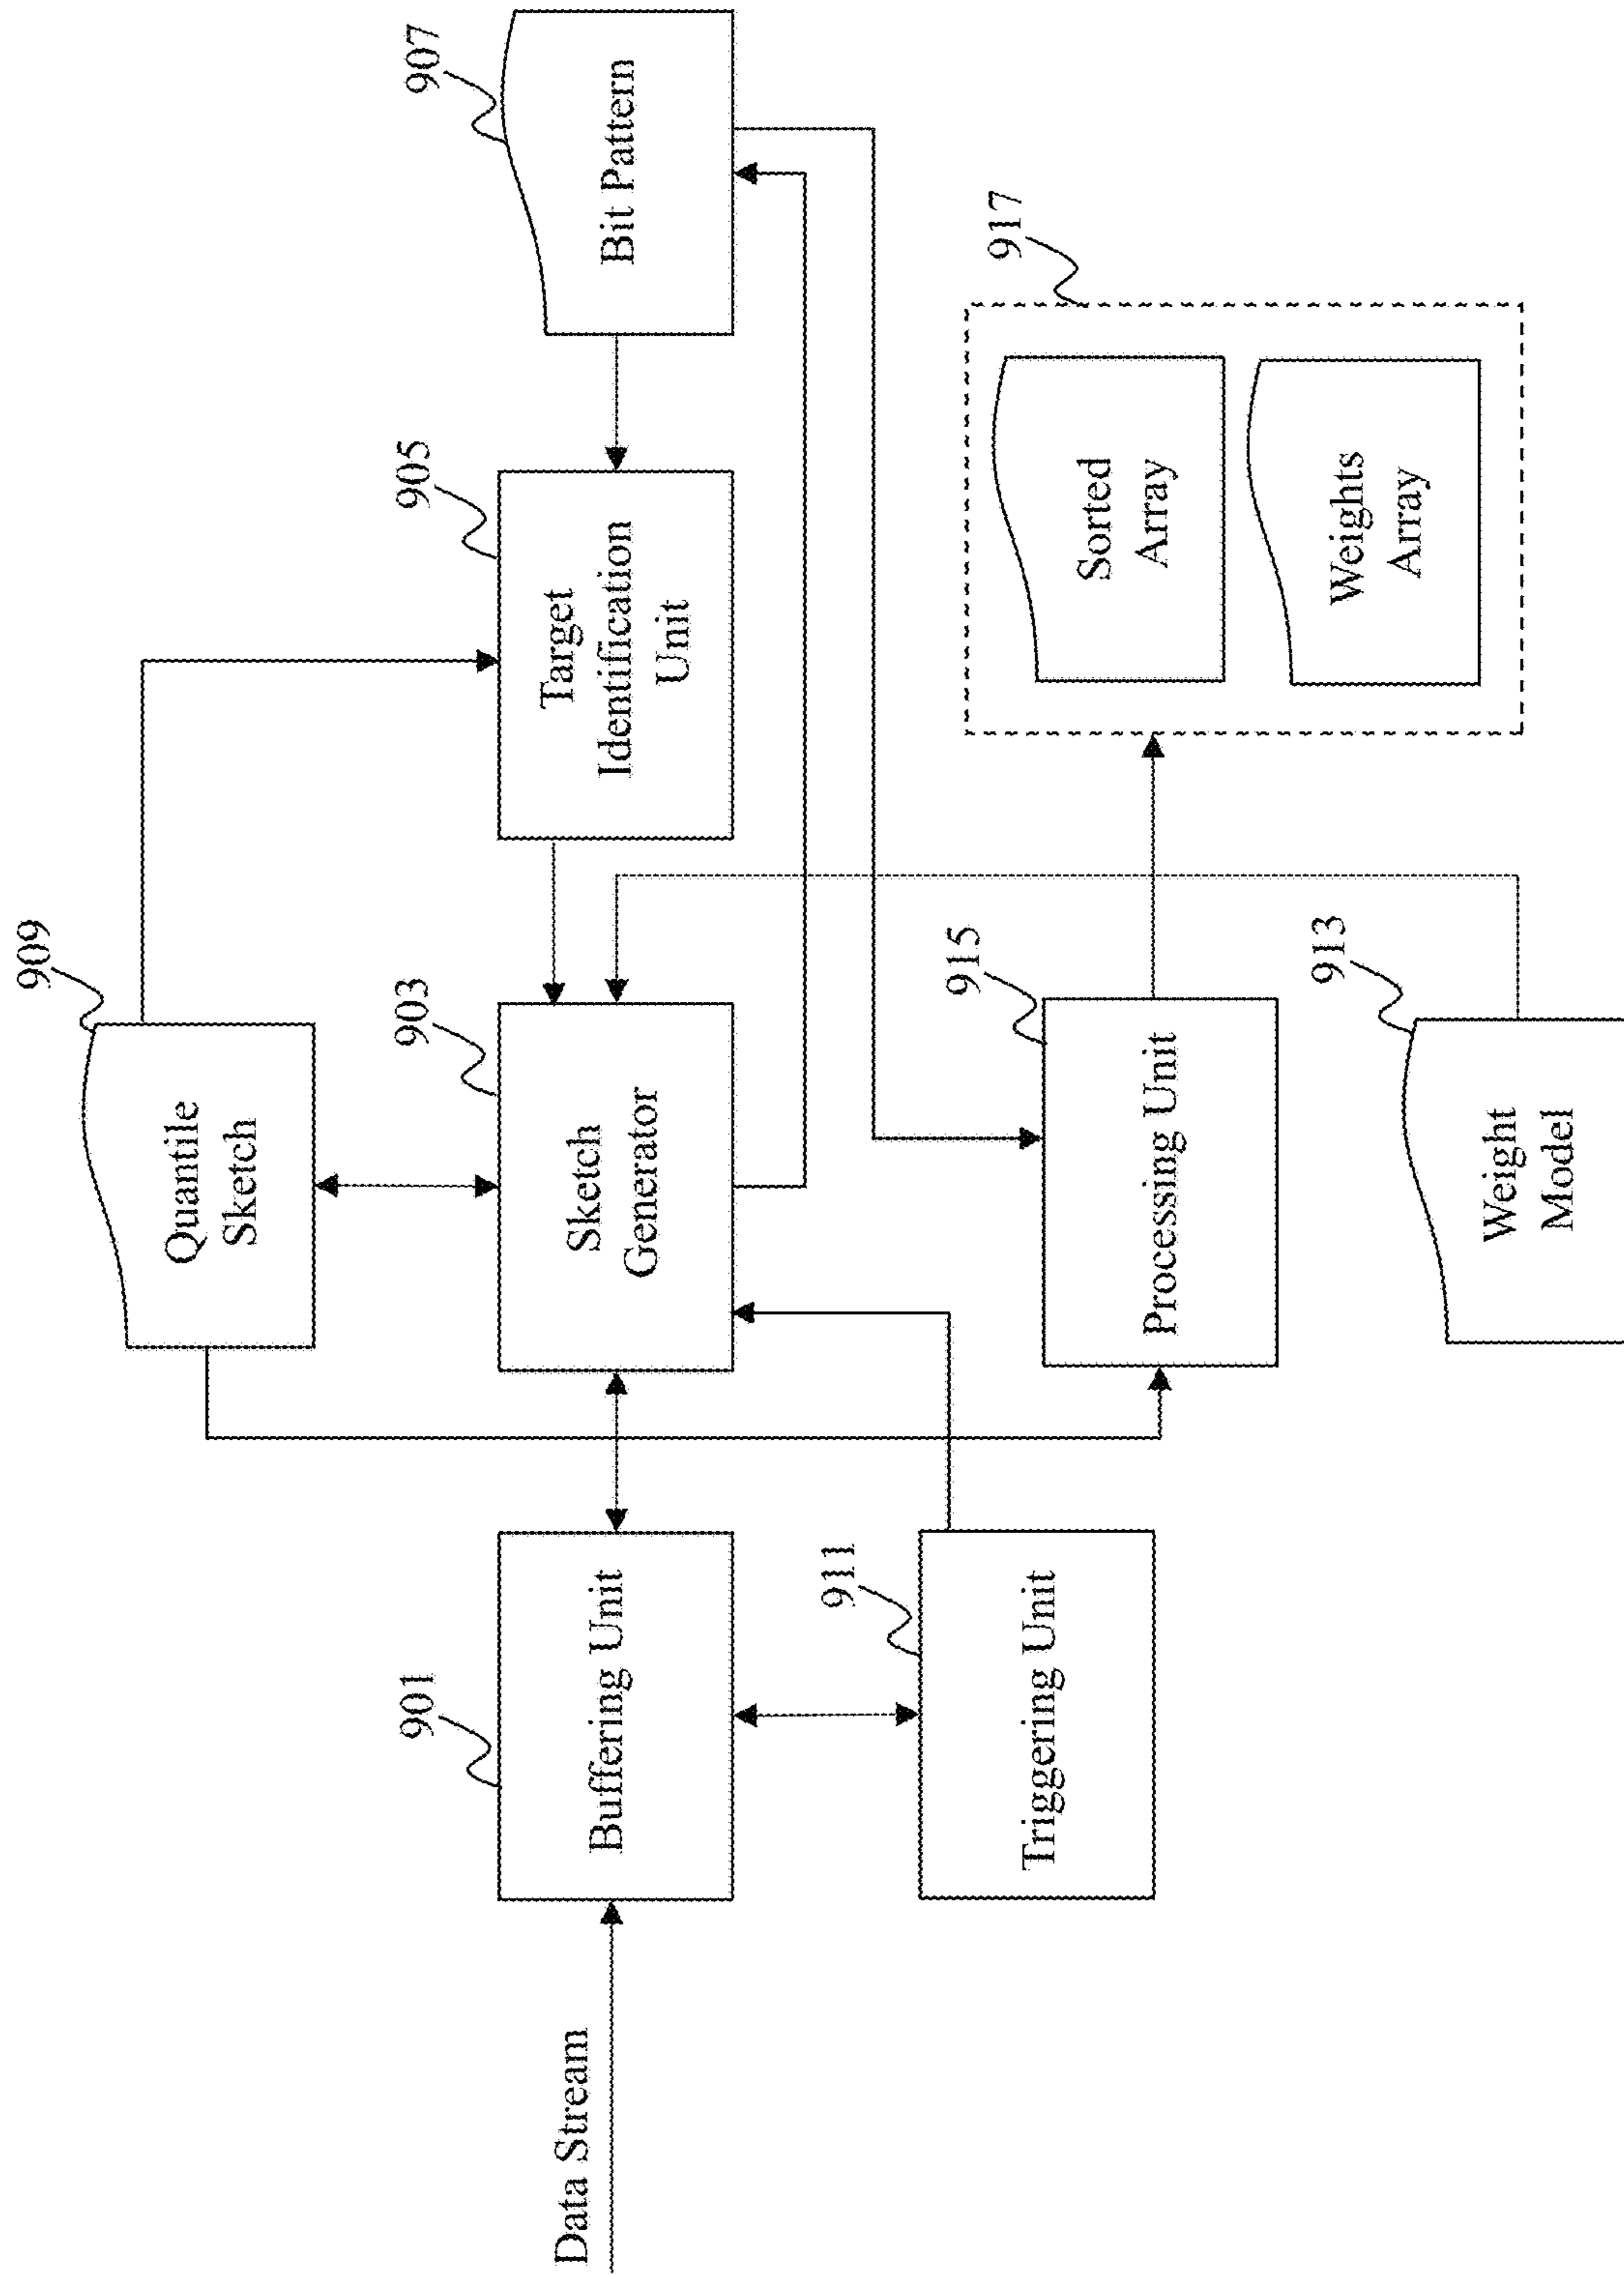 909
Quantile
Sketch
907
Bit Pattern
905
Target
Identification
Unit
903
Sketch
Generator
901
Buffering Unit
Data Stream
911
Triggering Unit
915
Processing Unit
917
Sorted
Array
Weights
Array
913
Weight
Model